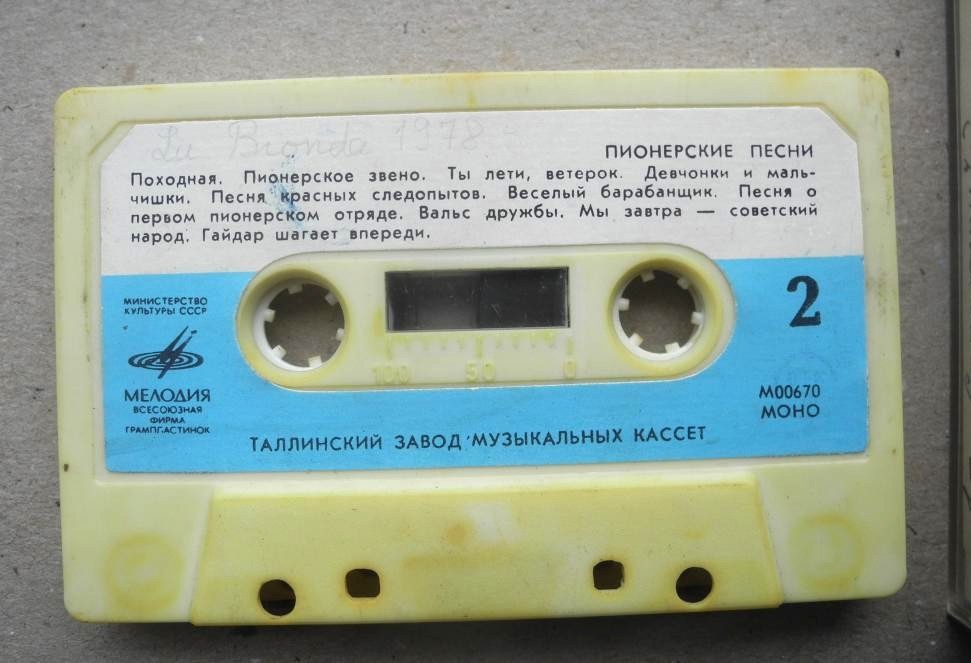 La Bionda 1978
ПИОНЕРСКИЕ ПЕСНИ
Походная. Пионерское звено. Ты лети, ветерок. Девчонки и маль-
чишки. Песня красных следопытов. Веселый барабанщик. Песня о
первом пионерском отряде. Вальс дружбы. Мы завтра — советский
народ. Гайдар шагает впереди.
МИНИСТЕРСТВО
КУЛЬТУРЫ СССР
2
МЕЛОДИЯ
ВСЕСОЮЗНАЯ
ФИРМА
ГРАМПЛАСТИНОК
100 50 0
М00670
МОНО
ТАЛЛИНСКИЙ ЗАВОД МУЗЫКАЛЬНЫХ КАССЕТ